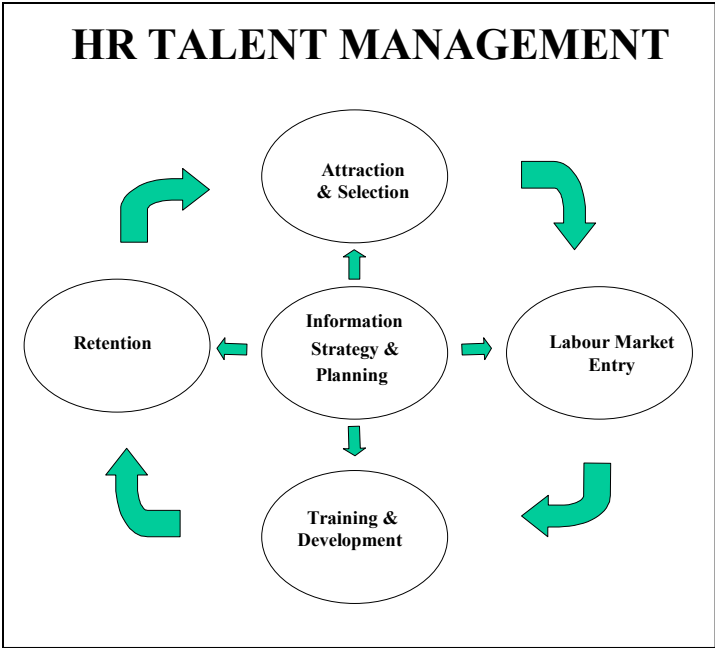 HR TALENT MANAGEMENT
Attraction
& Selection
Information
Strategy &
Planning
Retention
Labour Market
Entry
Training &
Development